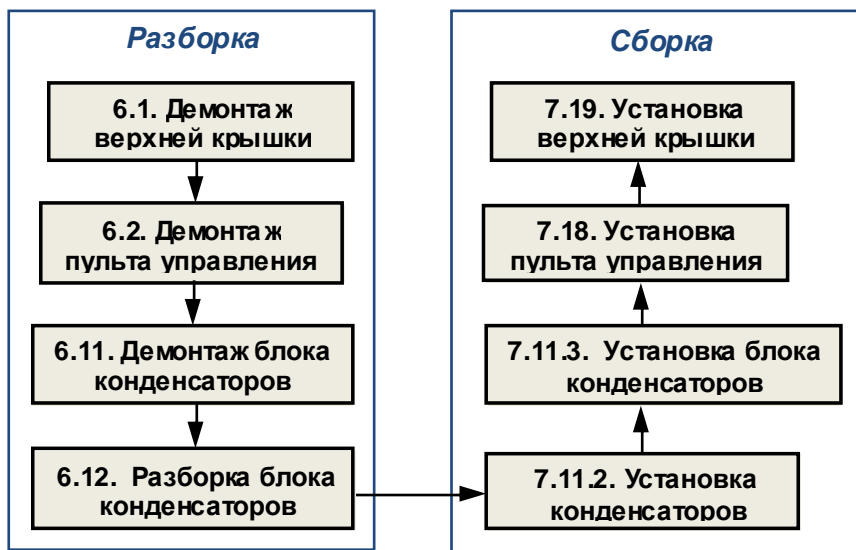 Разборка
6.1. Демонтаж
верхней крышки
6.2. Демонтаж
пульта управления
6.11. Демонтаж блока
конденсаторов
6.12. Разборка блока
конденсаторов
Сборка
7.19. Установка
верхней крышки
7.18. Установка
пульта управления
7.11.3. Установка блока
конденсаторов
7.11.2. Установка
конденсаторов